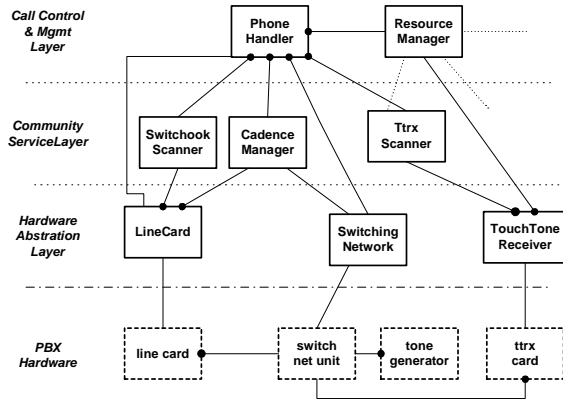 Call Control
& Mgmt
Layer
Phone
Handler
Resource
Manager
Community
ServiceLayer
Switchook
Scanner
Cadence
Manager
Ttrx
Scanner
Hardware
Abstration
Layer
LineCard
Switching
Network
TouchTone
Receiver
PBX
Hardware
line card
switch
net unit
tone
generator
ttrx
card